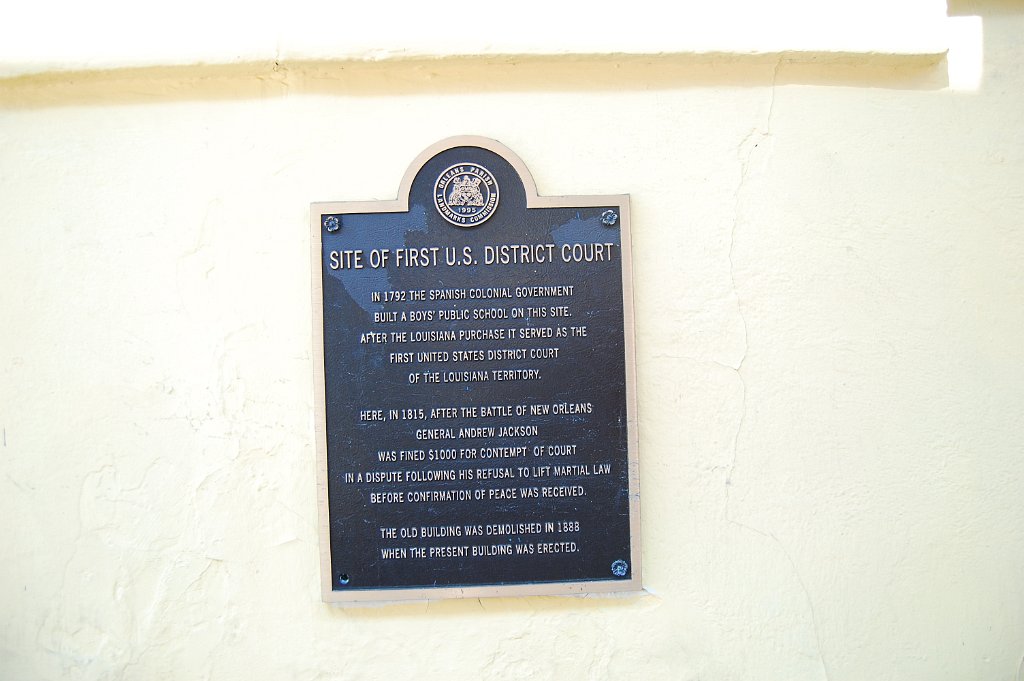 ORLEANS PARISH
LANDMARKS COMMISSION
1995
SITE OF FIRST U.S. DISTRICT COURT
IN 1792 THE SPANISH COLONIAL GOVERNMENT
BUILT A BOYS' PUBLIC SCHOOL ON THIS SITE.
AFTER THE LOUISIANA PURCHASE IT SERVED AS THE
FIRST UNITED STATES DISTRICT COURT
OF THE LOUISIANA TERRITORY.
HERE, IN 1815, AFTER THE BATTLE OF NEW ORLEANS
GENERAL ANDREW JACKSON
WAS FINED $1000 FOR CONTEMPT OF COURT
IN A DISPUTE FOLLOWING HIS REFUSAL TO LIFT MARTIAL LAW
BEFORE CONFIRMATION OF PEACE WAS RECEIVED.
THE OLD BUILDING WAS DEMOLISHED IN 1888
WHEN THE PRESENT BUILDING WAS ERECTED.